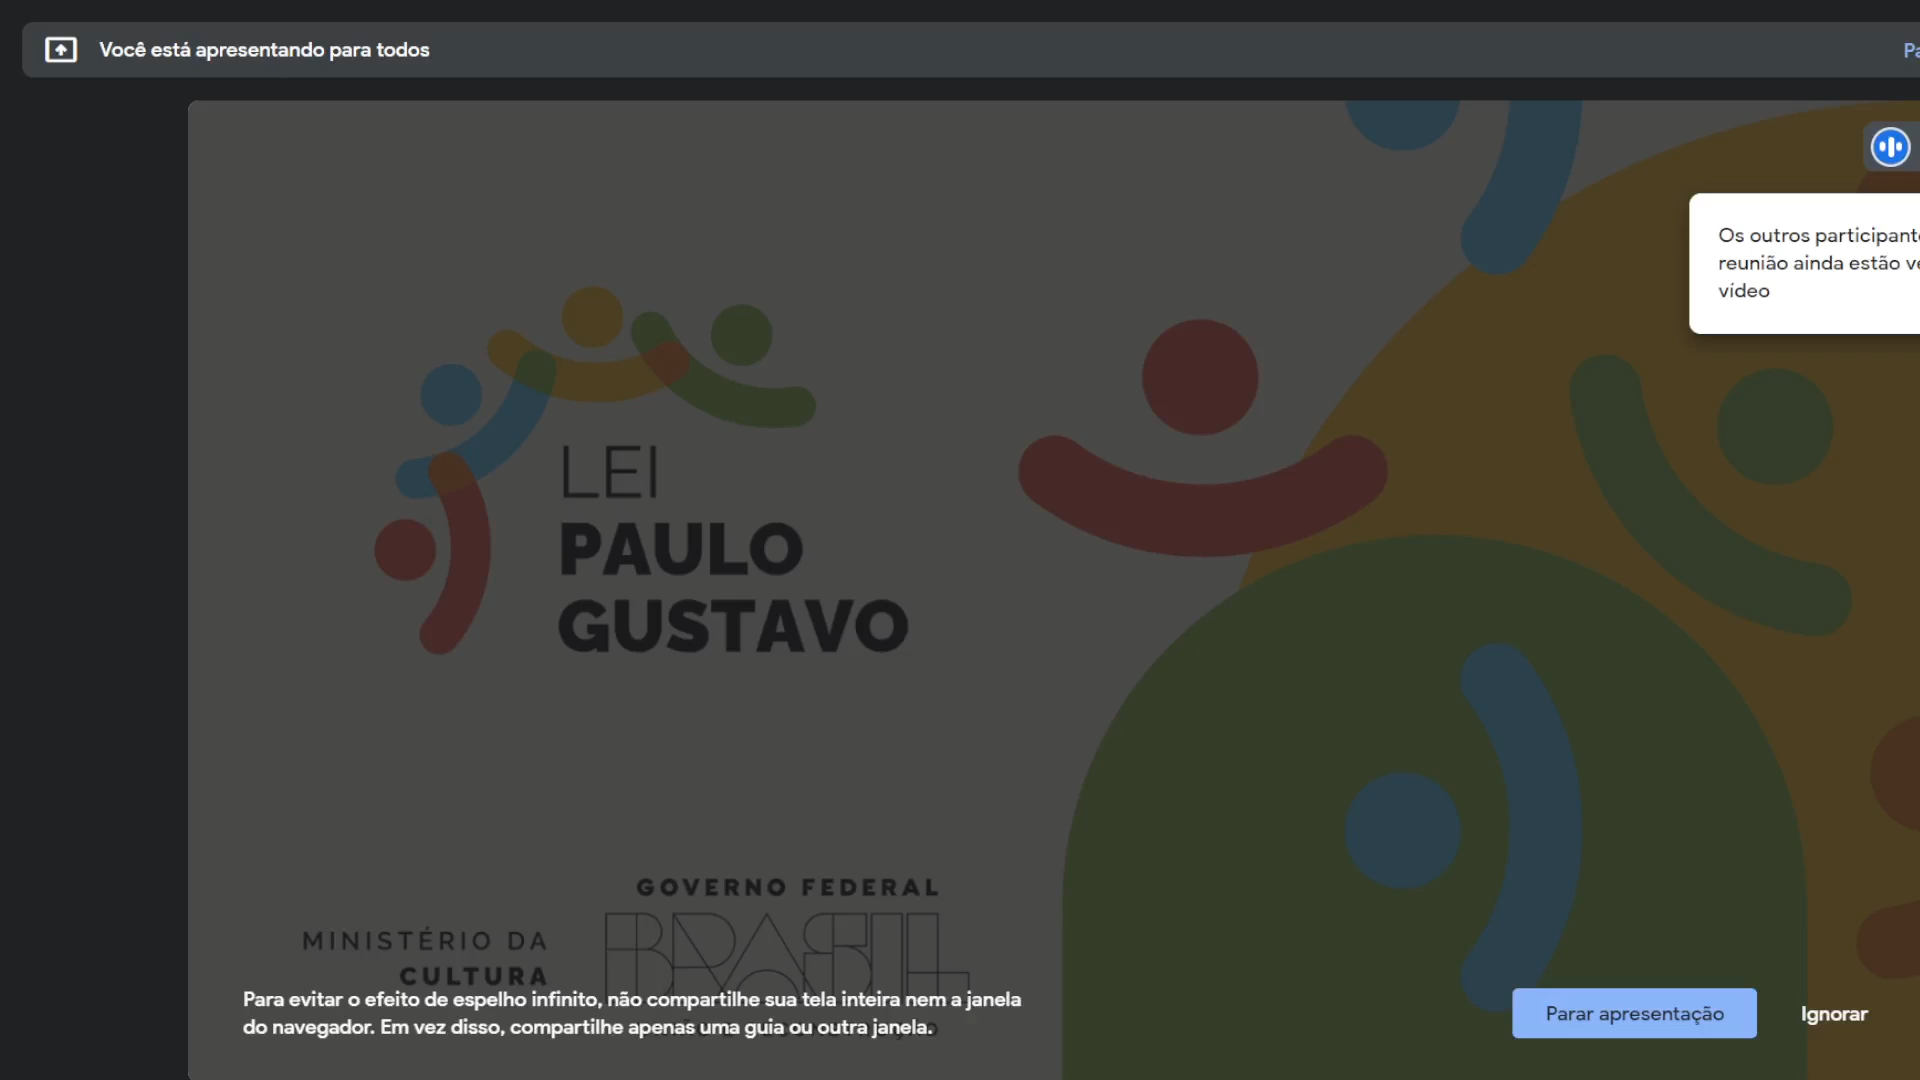 Você está apresentando para todos
Os outros
reunião ainda estão
vídeo
LEI
PAULO
GUSTAVO
GOVERNO FEDERAL
BRASIL
MINISTÉRIO DA
CULTURA
Para evitar o efeito de espelho infinito, não compartilhe sua tela inteira nem a janela
do navegador. Em vez disso, compartilhe apenas uma guia ou outra janela.
Parar apresentação
Ignorar